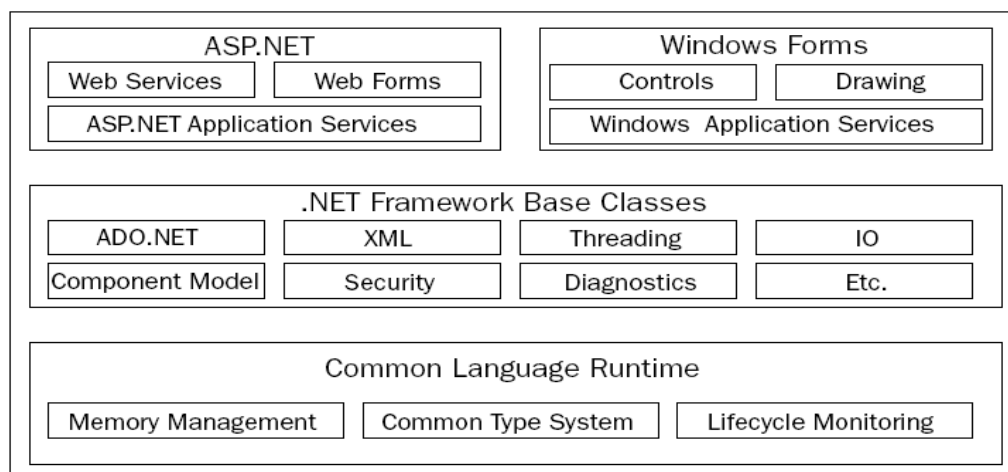 ASP.NET
Web Services
Web Forms
ASP.NET Application Services
Windows Forms
Controls
Drawing
Windows Application Services
.NET Framework Base Classes
ADO.NET
XML
Threading
IO
Component Model
Security
Diagnostics
Etc.
Common Language Runtime
Memory Management
Common Type System
Lifecycle Monitoring